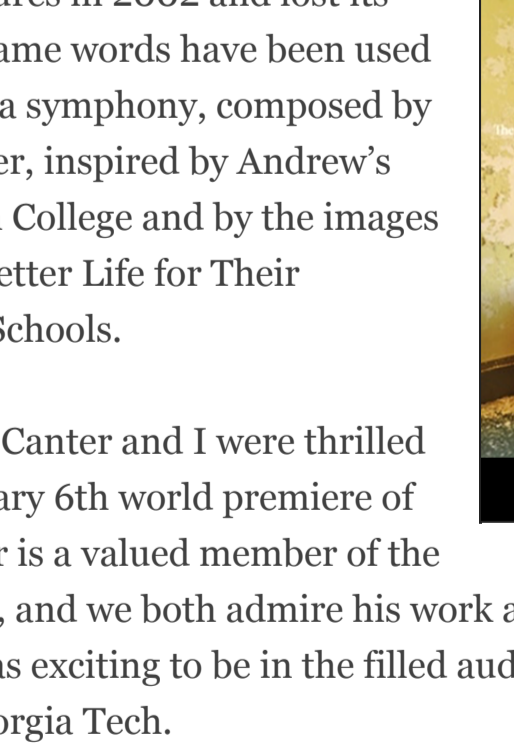 ame words have been used
a symphony, composed by
er, inspired by Andrew's
College and by the images
etter Life for Their
Schools.
Canter and I were thrilled
ary 6th world premiere of
r is a valued member of the
, and we both admire his work a
as exciting to be in the filled aud
orgia Tech.
The